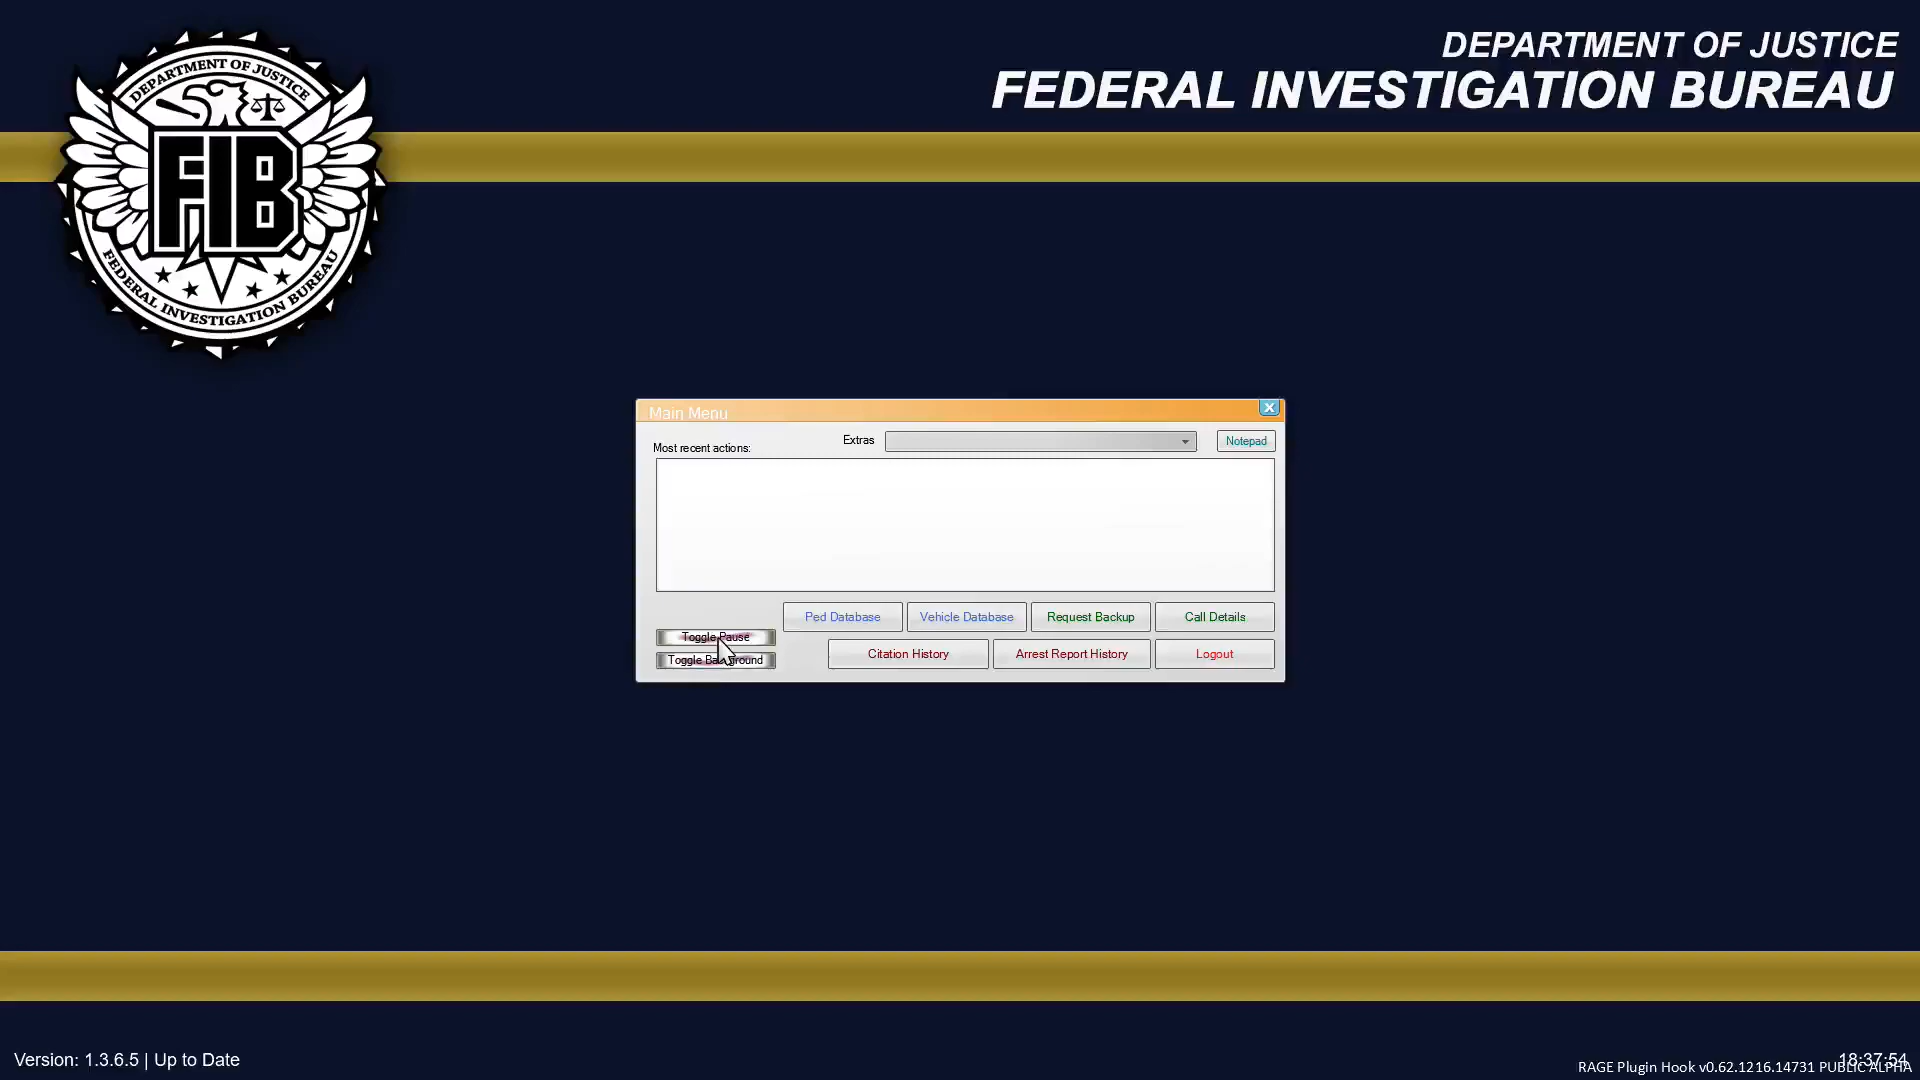 DEPARTMENT OF JUSTICE
FEDERAL INVESTIGATION BUREAU
DEPARTMENT OF JUSTICE
FIB
FEDERAL INVESTIGATION BUREAU
Main Menu
Most recent actions:
Extras
Notepad
Ped Database
Vehicle Database
Request Backup
Call Details
Toggle Pause
Toggle Background
Citation History
Arrest Report History
Logout
Version: 1.3.6.5 | Up to Date
18:37:54
RAGE Plugin Hook v0.62.1216.14731 PUBLIC ALPHA